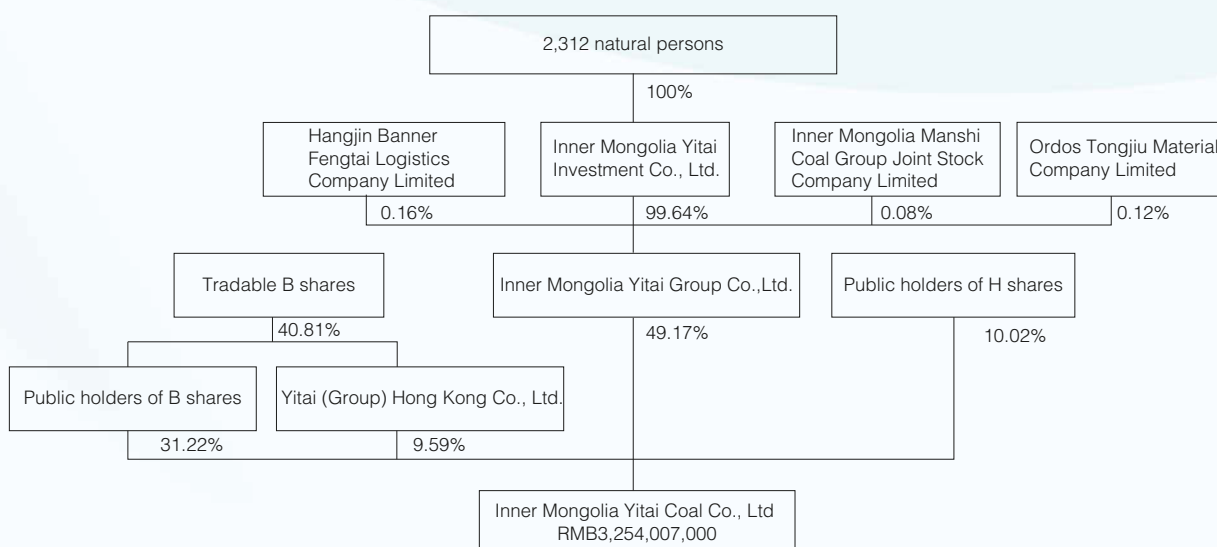 2,312 natural persons
100%
Hangjin Banner
Fengtai Logistics
Company Limited
Inner Mongolia Yitai
Investment Co., Ltd.
Inner Mongolia Manshi
Coal Group Joint Stock
Company Limited
Ordos Tongjiu Material
Company Limited
0.16%
99.64%
0.08%
0.12%
Tradable B shares
Inner Mongolia Yitai Group Co.,Ltd.
Public holders of H shares
40.81%
49.17%
10.02%
Public holders of B shares
Yitai (Group) Hong Kong Co., Ltd.
31.22%
9.59%
Inner Mongolia Yitai Coal Co., Ltd
RMB3,254,007,000